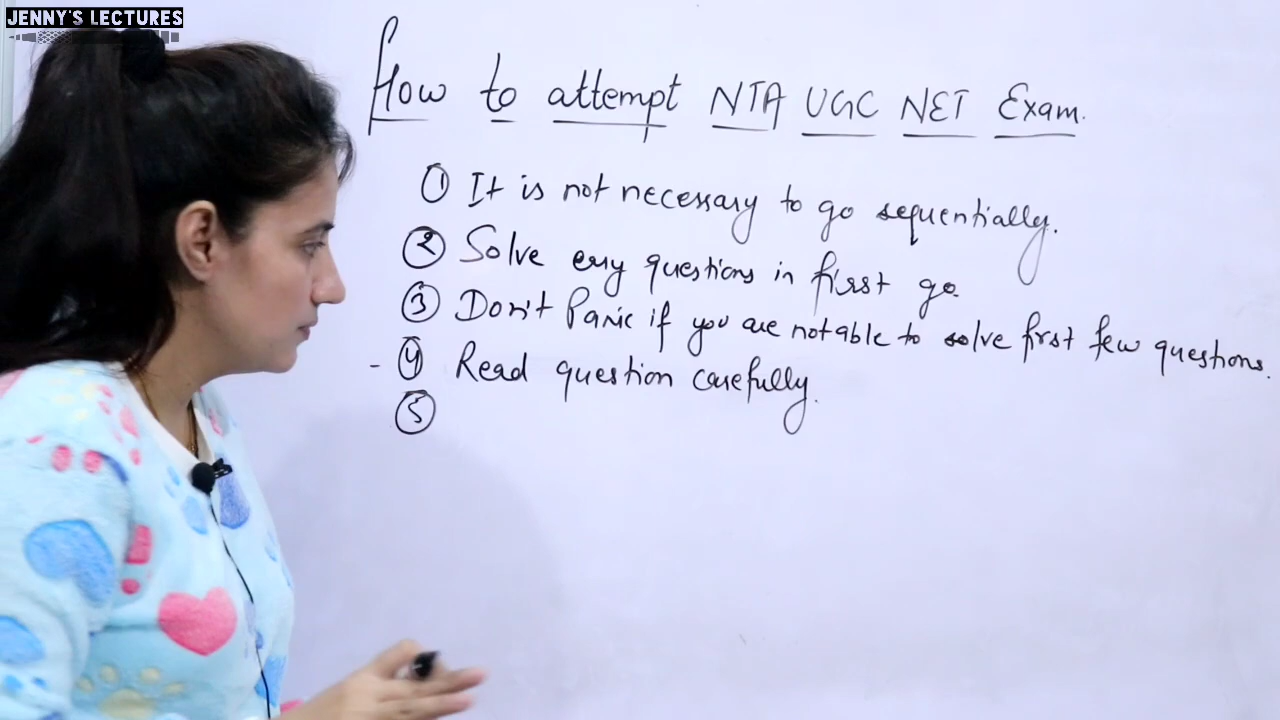 JENNY'S LECTURES
How to attempt NTA UGC NET Exam.
① It is not necessary to go sequentially.
② Solve easy questions in first go.
③ Don't Panic if you are not able to solve first few questions.
- ④ Read question carefully.
⑤